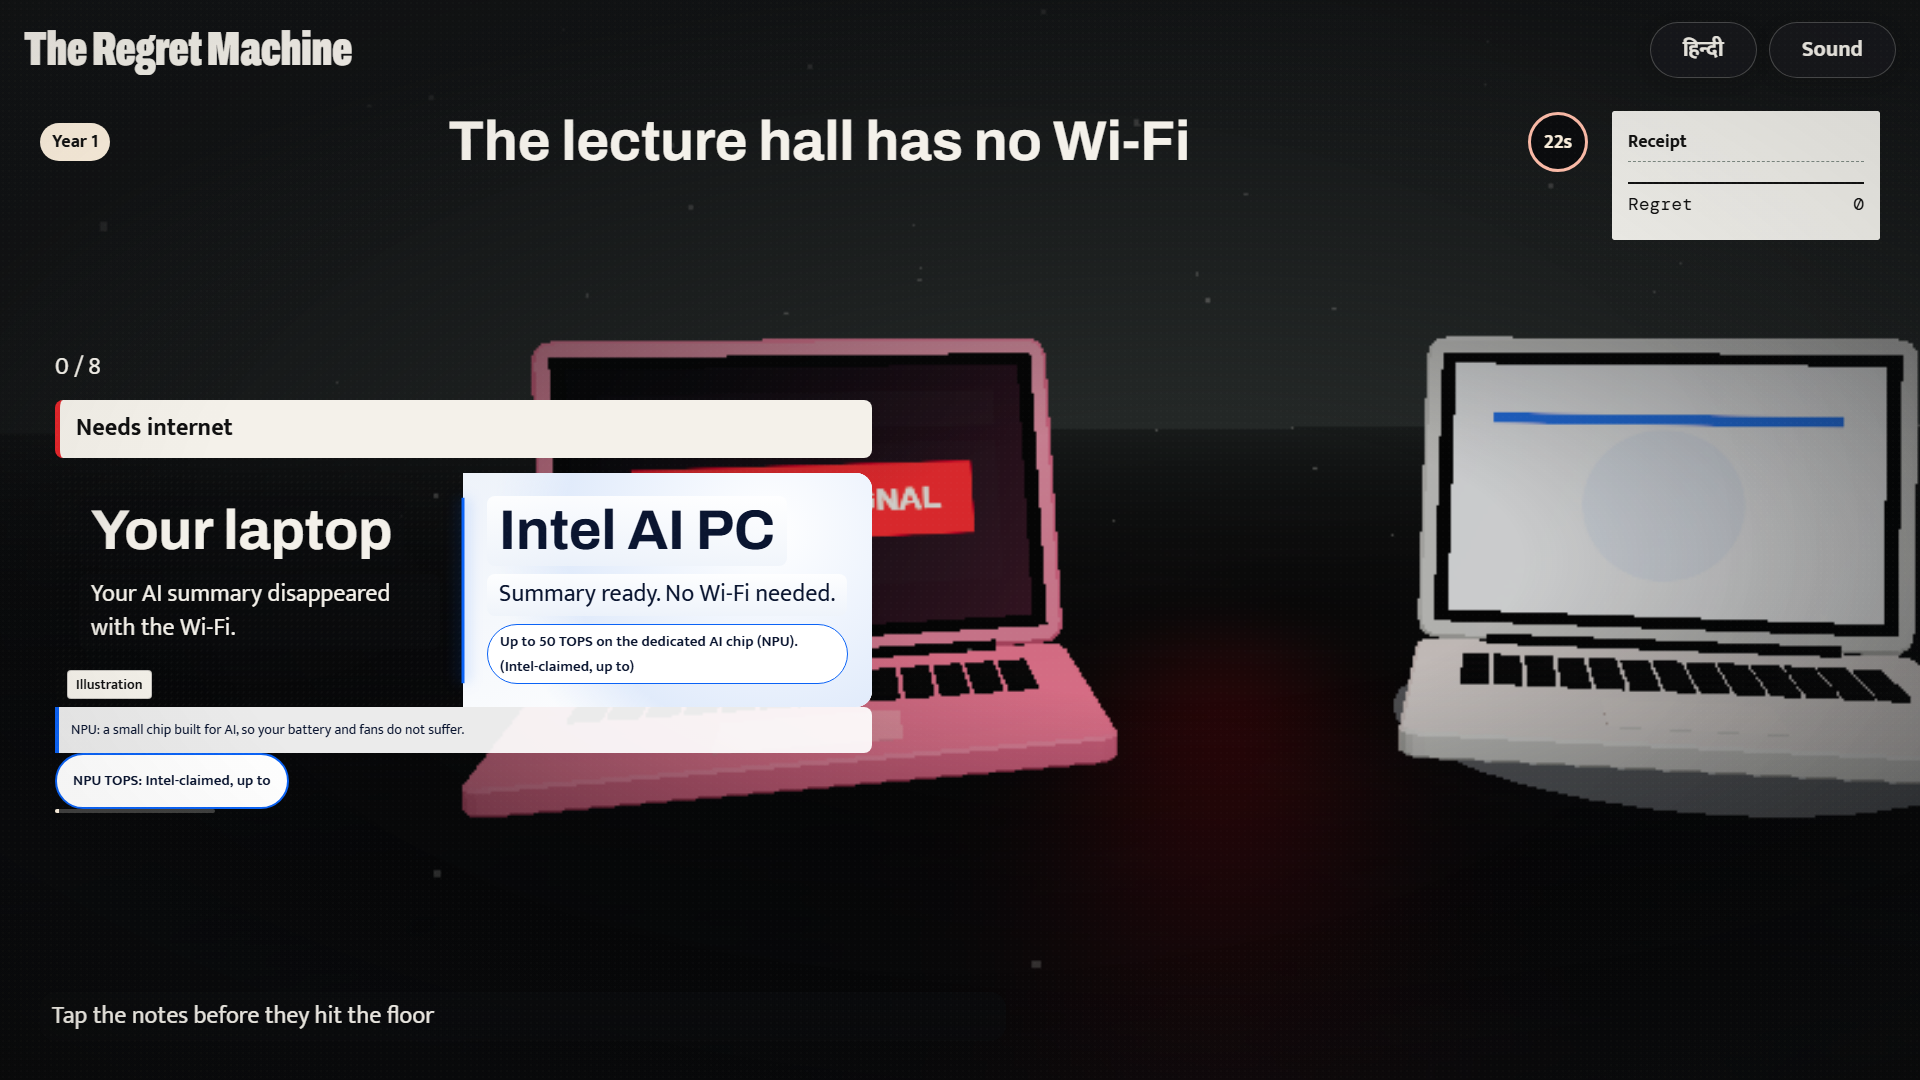 The Regret Machine
हिन्दी
Sound
Year 1
The lecture hall has no Wi-Fi
22s
Receipt
Regret 0
0 / 8
Needs internet
Your laptop
Your AI summary disappeared
with the Wi-Fi.
Illustration
Intel AI PC
Summary ready. No Wi-Fi needed.
Up to 50 TOPS on the dedicated AI chip (NPU).
(Intel-claimed, up to)
NPU: a small chip built for AI, so your battery and fans do not suffer.
NPU TOPS: Intel-claimed, up to
Tap the notes before they hit the floor